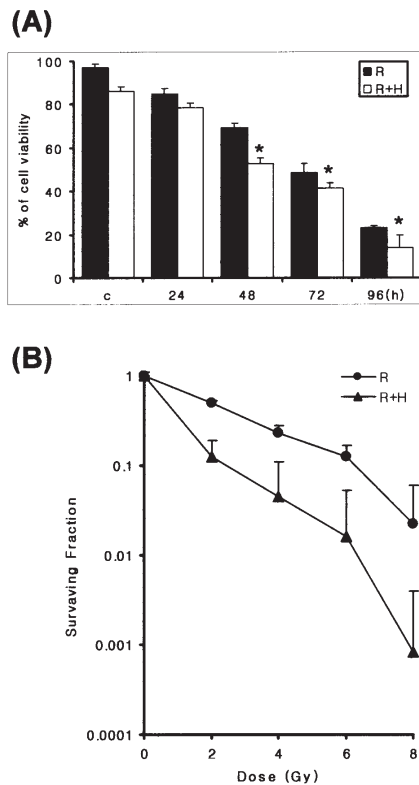 (A)
100
80
60
40
20
0
% of cell viability
R
R+H
*
*
*
c 24 48 72 96(h)
(B)
1
0.1
0.01
0.001
0.0001
Survaving Fraction
R
R+H
0 2 4 6 8
Dose (Gy)